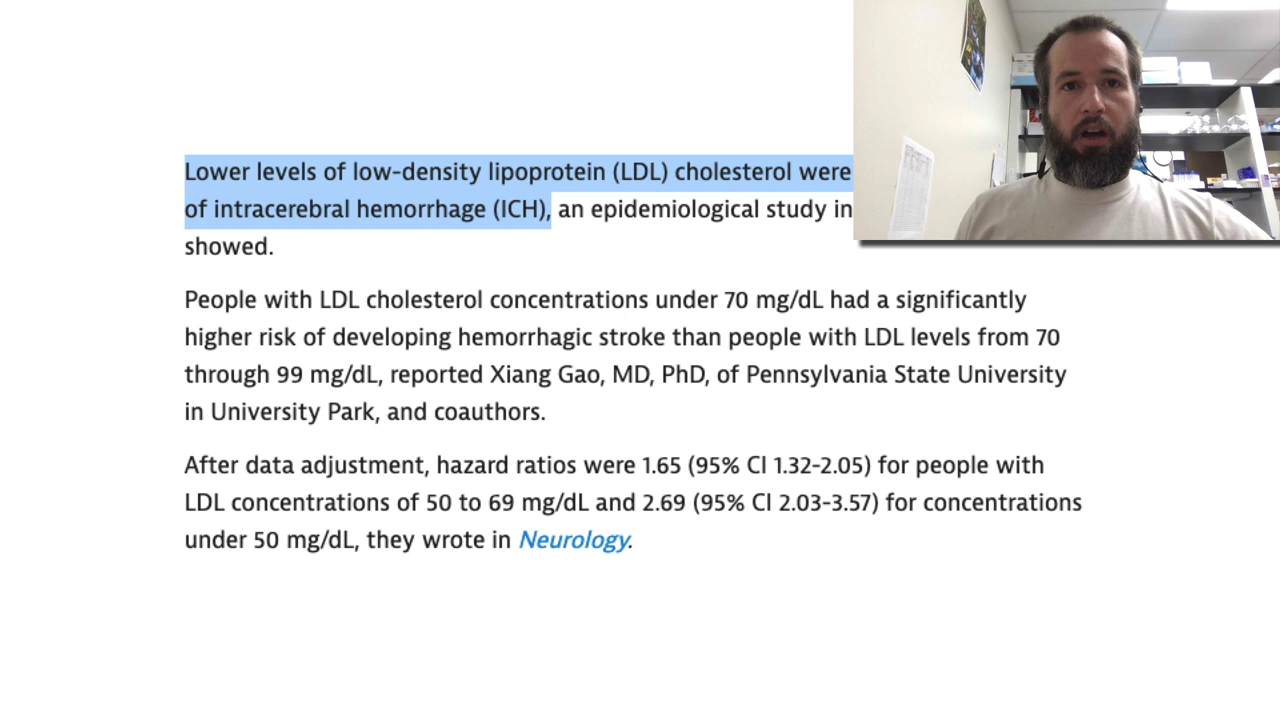 Lower levels of low-density lipoprotein (LDL) cholesterol were
of intracerebral hemorrhage (ICH), an epidemiological study in
showed.
People with LDL cholesterol concentrations under 70 mg/dL had a significantly
higher risk of developing hemorrhagic stroke than people with LDL levels from 70
through 99 mg/dL, reported Xiang Gao, MD, PhD, of Pennsylvania State University
in University Park, and coauthors.
After data adjustment, hazard ratios were 1.65 (95% CI 1.32-2.05) for people with
LDL concentrations of 50 to 69 mg/dL and 2.69 (95% CI 2.03-3.57) for concentrations
under 50 mg/dL, they wrote in Neurology.